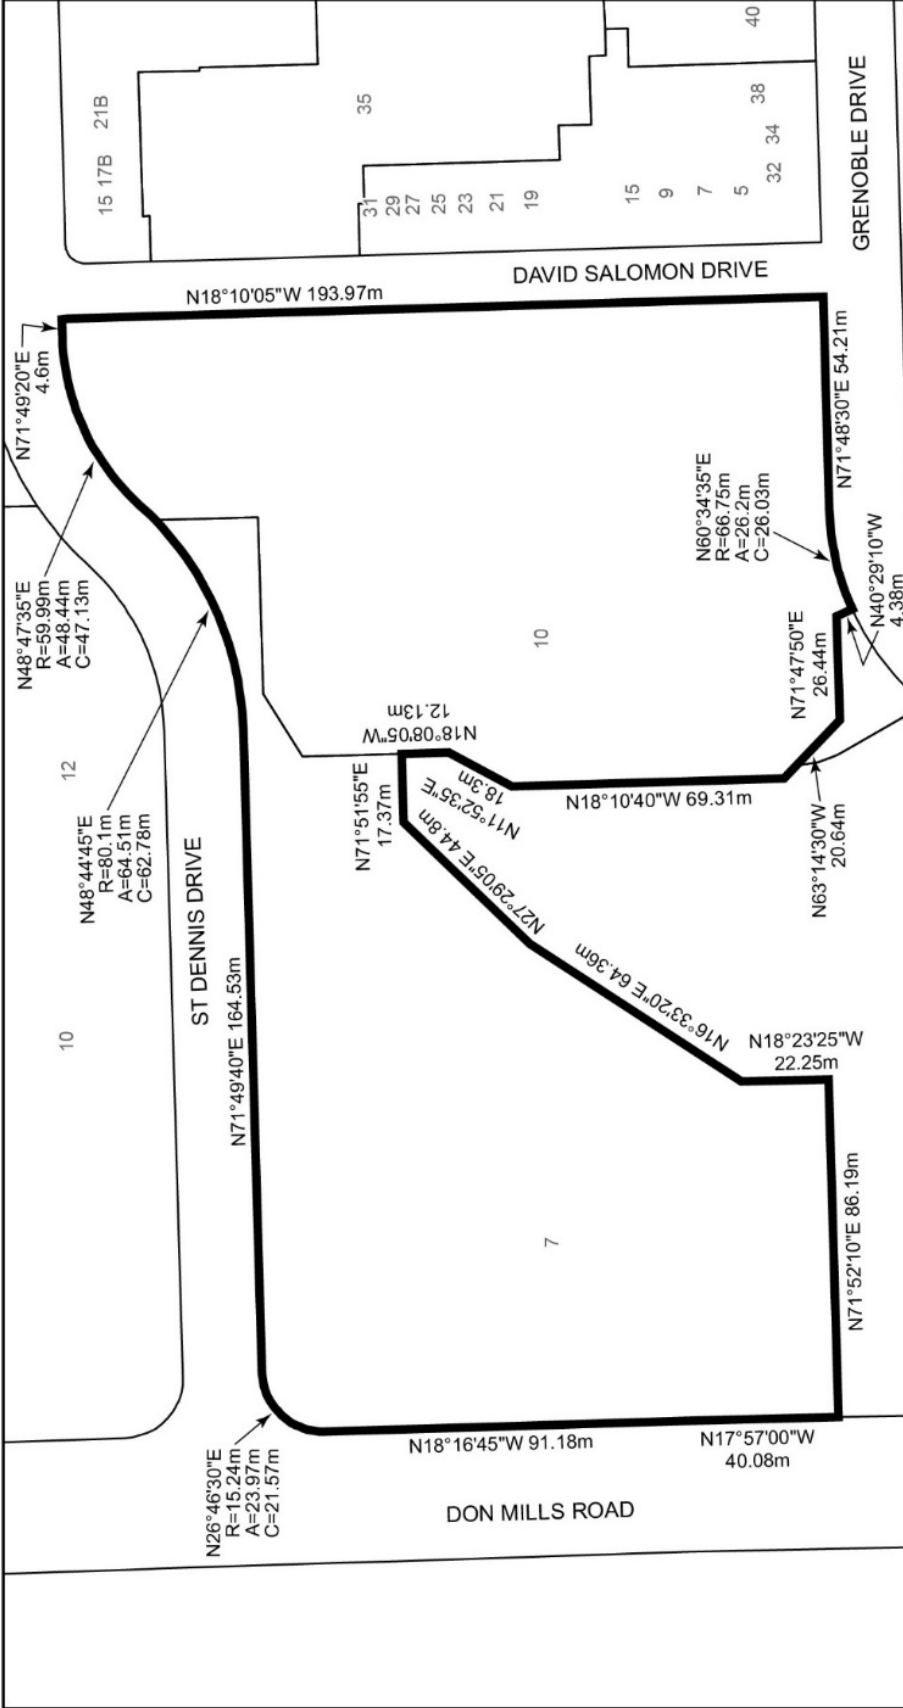 40
21B
15 17B
35
38
34
32
31
29
27
25
23
21
19
15
9
7
5
GRENOBLE DRIVE
DAVID SALOMON DRIVE
N18°10'05"W 193.97m
N71°49'20"E
4.6m
N71°48'30"E 54.21m
N60°34'35"E
R=66.75m
A=26.2m
C=26.03m
N48°47'35"E
R=59.99m
A=48.44m
C=47.13m
N40°29'10"W
4.38m
10
N71°47'50"E
26.44m
12
N18°08'05"W
12.13m
N48°44'45"E
R=80.1m
A=64.51m
C=62.78m
N71°51'55"E
17.37m
N11°52'35"E
18.3m
N18°10'40"W 69.31m
N63°14'30"W
20.64m
N27°29'05"E 44.8m
ST DENNIS DRIVE
N16°33'20"E 64.36m
10
N71°49'40"E 164.53m
N18°23'25"W
22.25m
7
N71°52'10"E 86.19m
N18°16'45"W 91.18m
N17°57'00"W
40.08m
N26°46'30"E
R=15.24m
A=23.97m
C=21.57m
DON MILLS ROAD